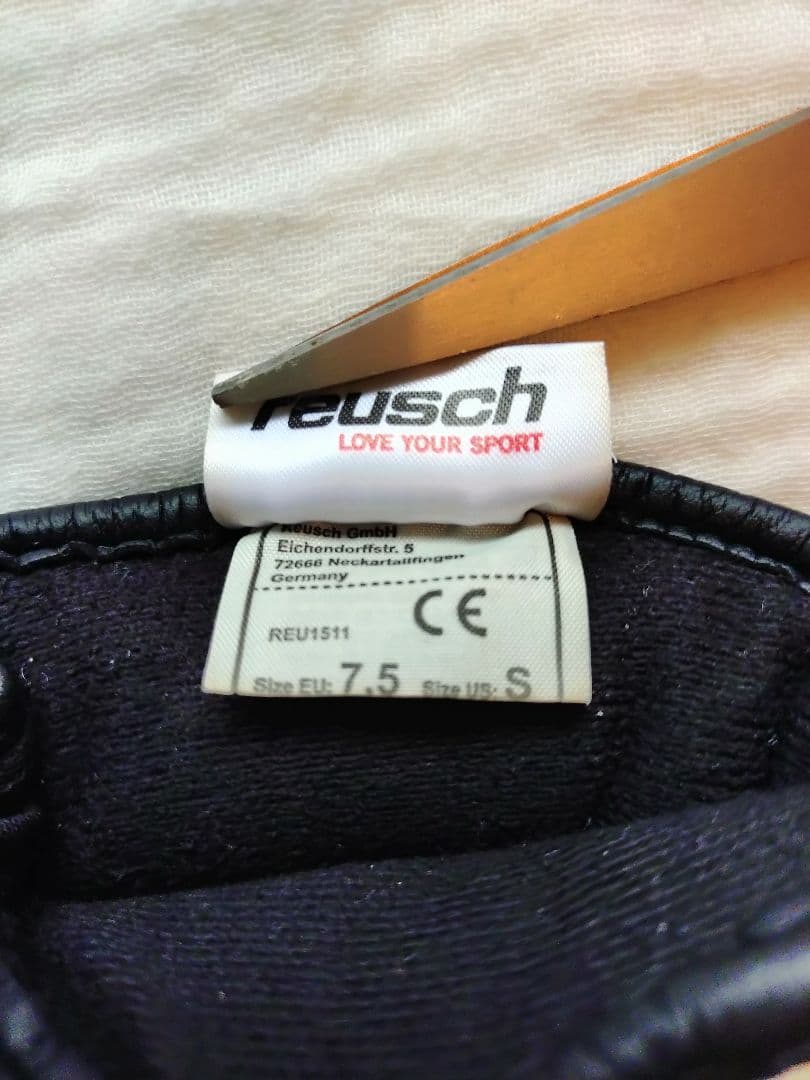 reusch
LOVE YOUR SPORT
Reusch GmbH
Eichendorffstr. 5
72666 Neckartailfingen
Germany
CE
REU1511
Size EU: 7,5 Size US: S